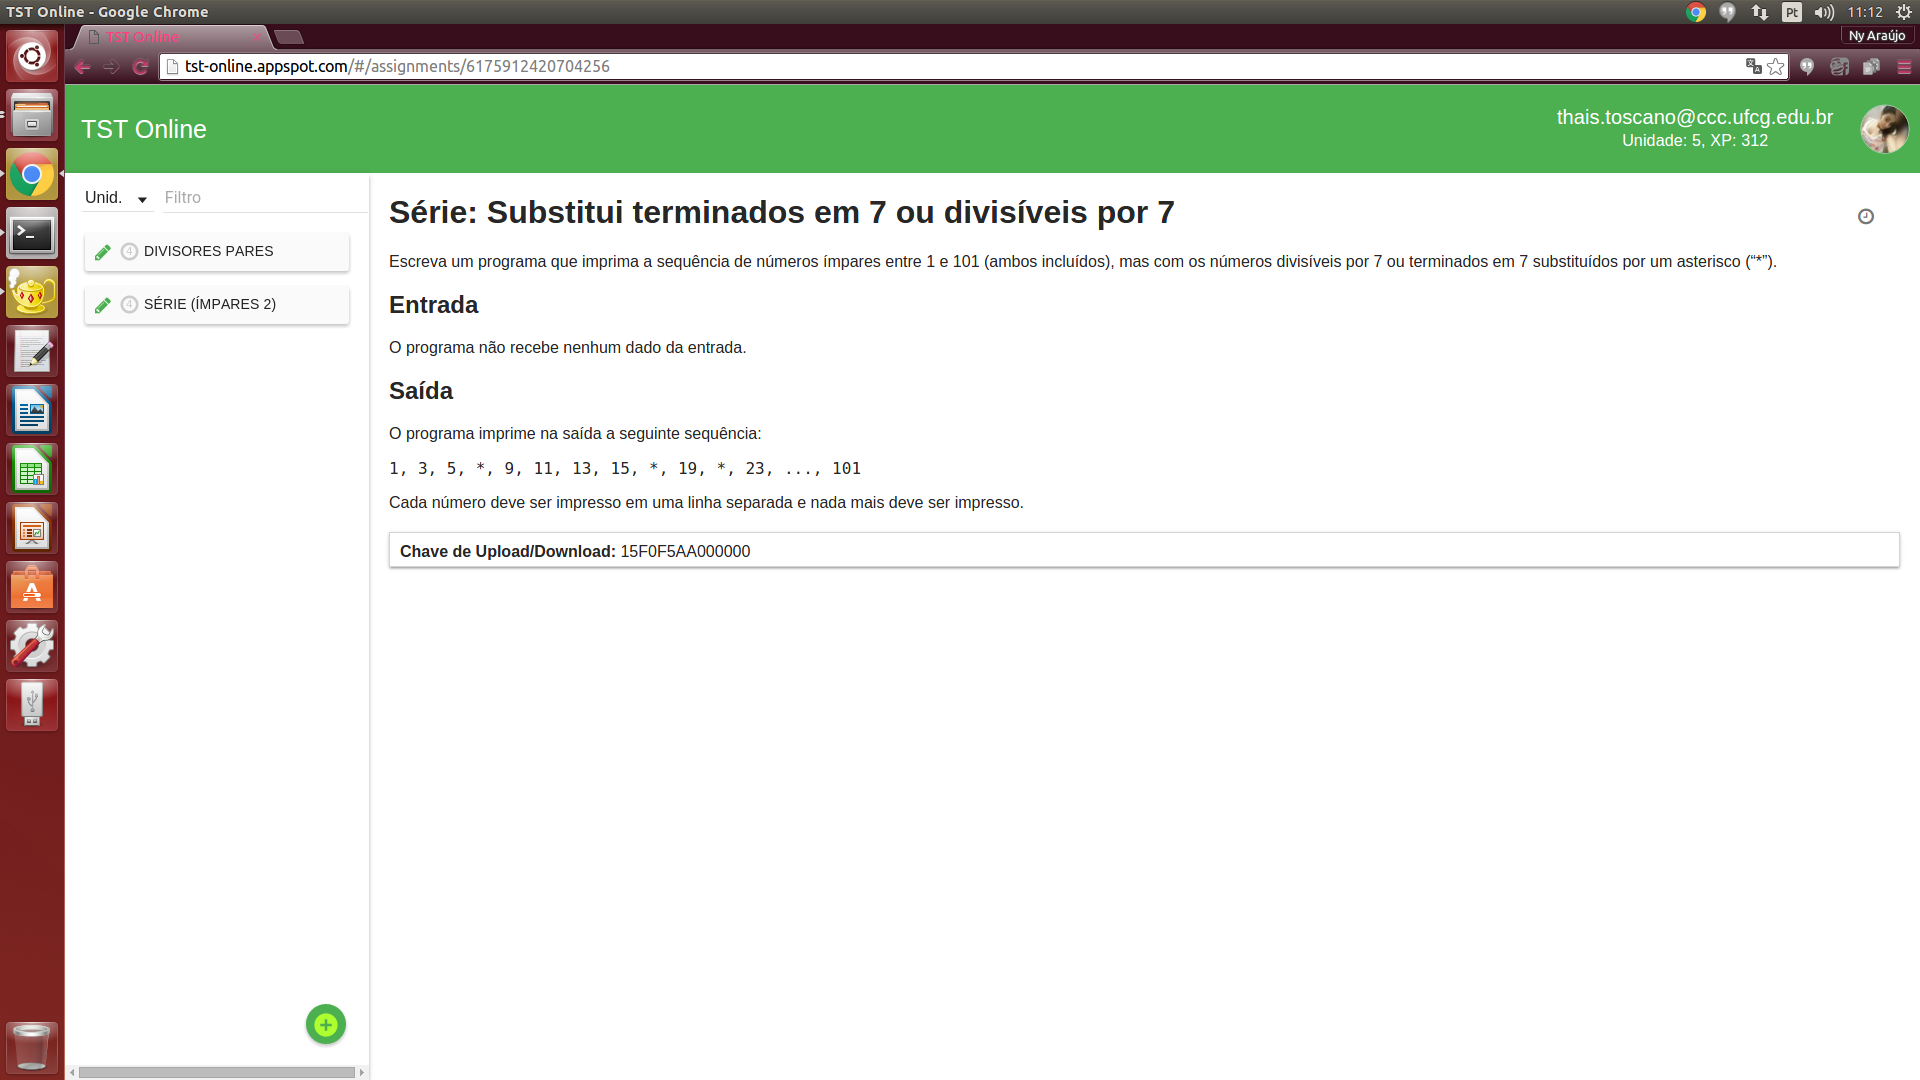 TST Online - Google Chrome
Pt
11:12
TST Online
Ny Araújo
tst-online.appspot.com/#/assignments/6175912420704256
TST Online
thais.toscano@ccc.ufcg.edu.br
Unidade: 5, XP: 312
Unid.
Filtro
4 DIVISORES PARES
4 SÉRIE (ÍMPARES 2)
Série: Substitui terminados em 7 ou divisíveis por 7
Escreva um programa que imprima a sequência de números ímpares entre 1 e 101 (ambos incluídos), mas com os números divisíveis por 7 ou terminados em 7 substituídos por um asterisco (“*”).
Entrada
O programa não recebe nenhum dado da entrada.
Saída
O programa imprime na saída a seguinte sequência:
1, 3, 5, *, 9, 11, 13, 15, *, 19, *, 23, ..., 101
Cada número deve ser impresso em uma linha separada e nada mais deve ser impresso.
Chave de Upload/Download: 15F0F5AA000000